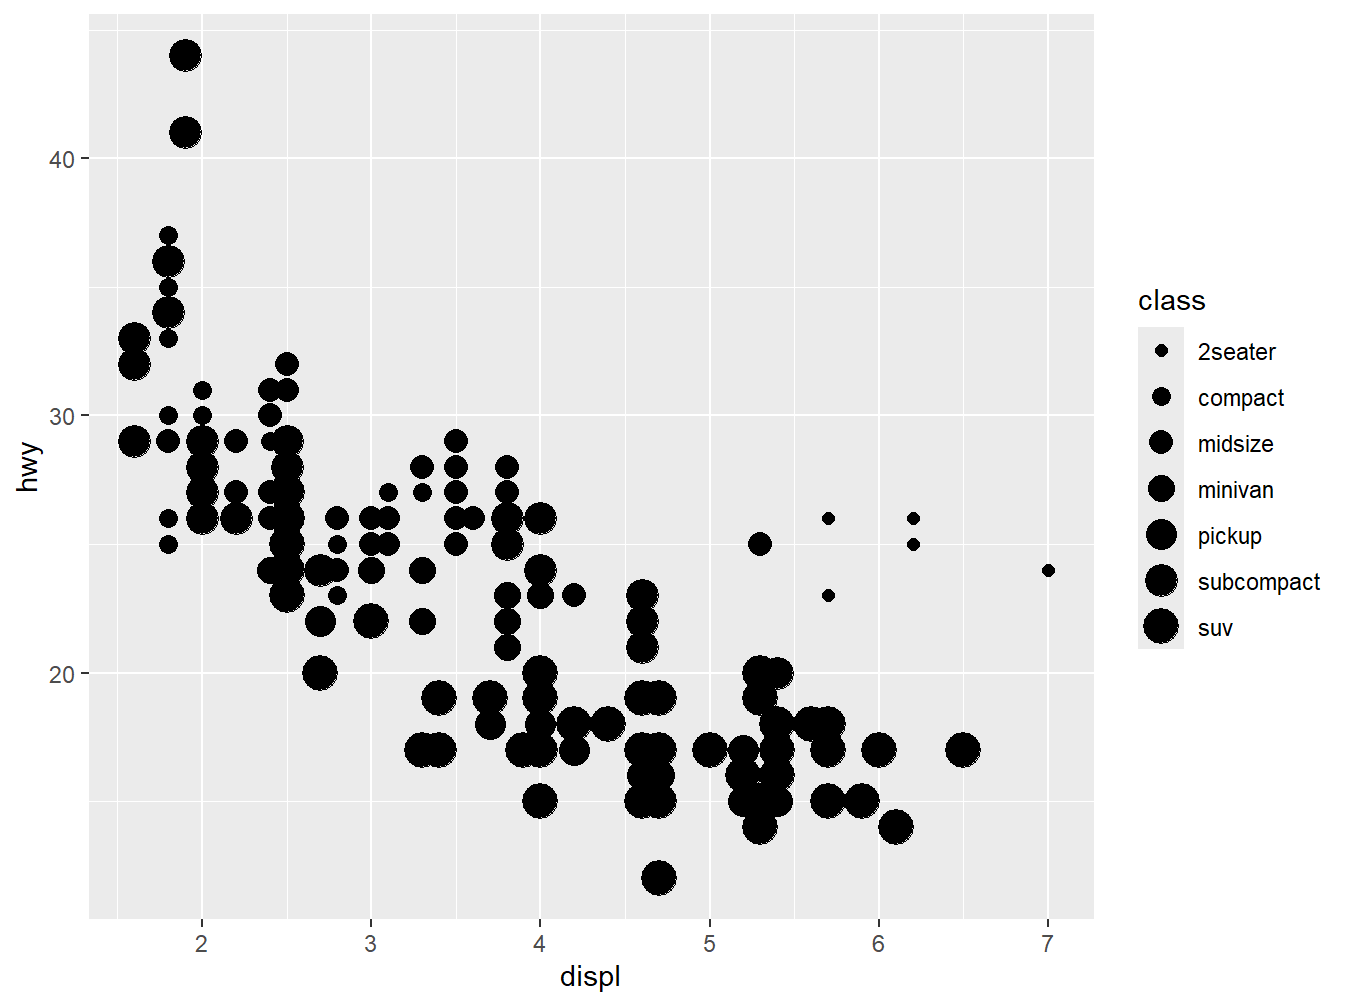 40
30
20
hwy
2
3
4
5
6
7
displ
class
2seater
compact
midsize
minivan
pickup
subcompact
suv